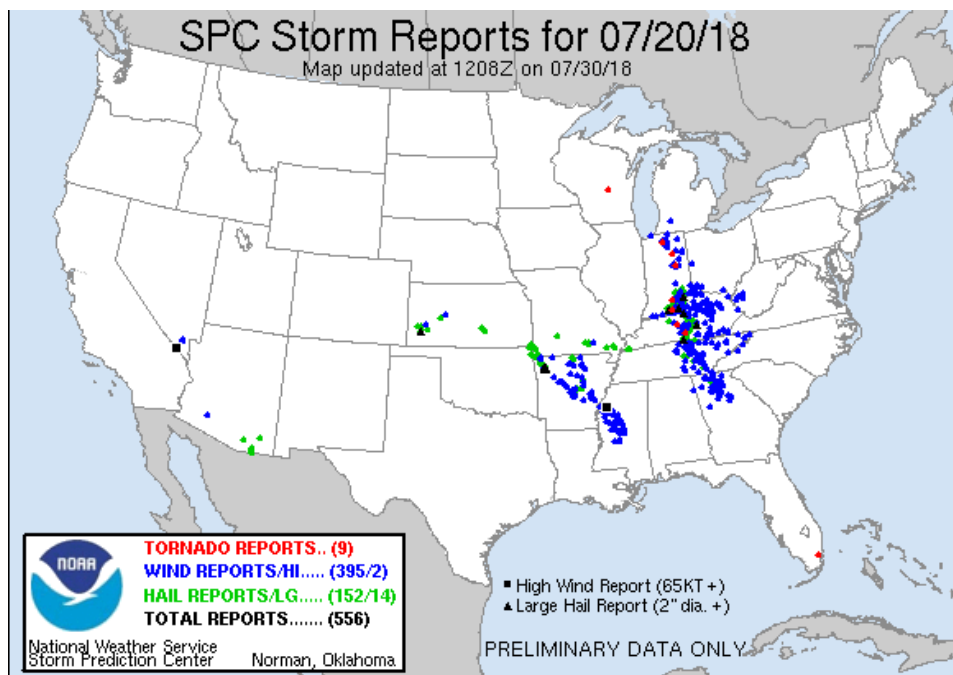 SPC Storm Reports for 07/20/18
Map updated at 1208Z on 07/30/18
NOAA
TORNADO REPORTS.. (9)
WIND REPORTS/HI..... (395/2)
HAIL REPORTS/LG..... (152/14)
TOTAL REPORTS....... (556)
National Weather Service
Storm Prediction Center Norman, Oklahoma
High Wind Report (65KT +)
Large Hail Report (2" dia. +)
PRELIMINARY DATA ONLY